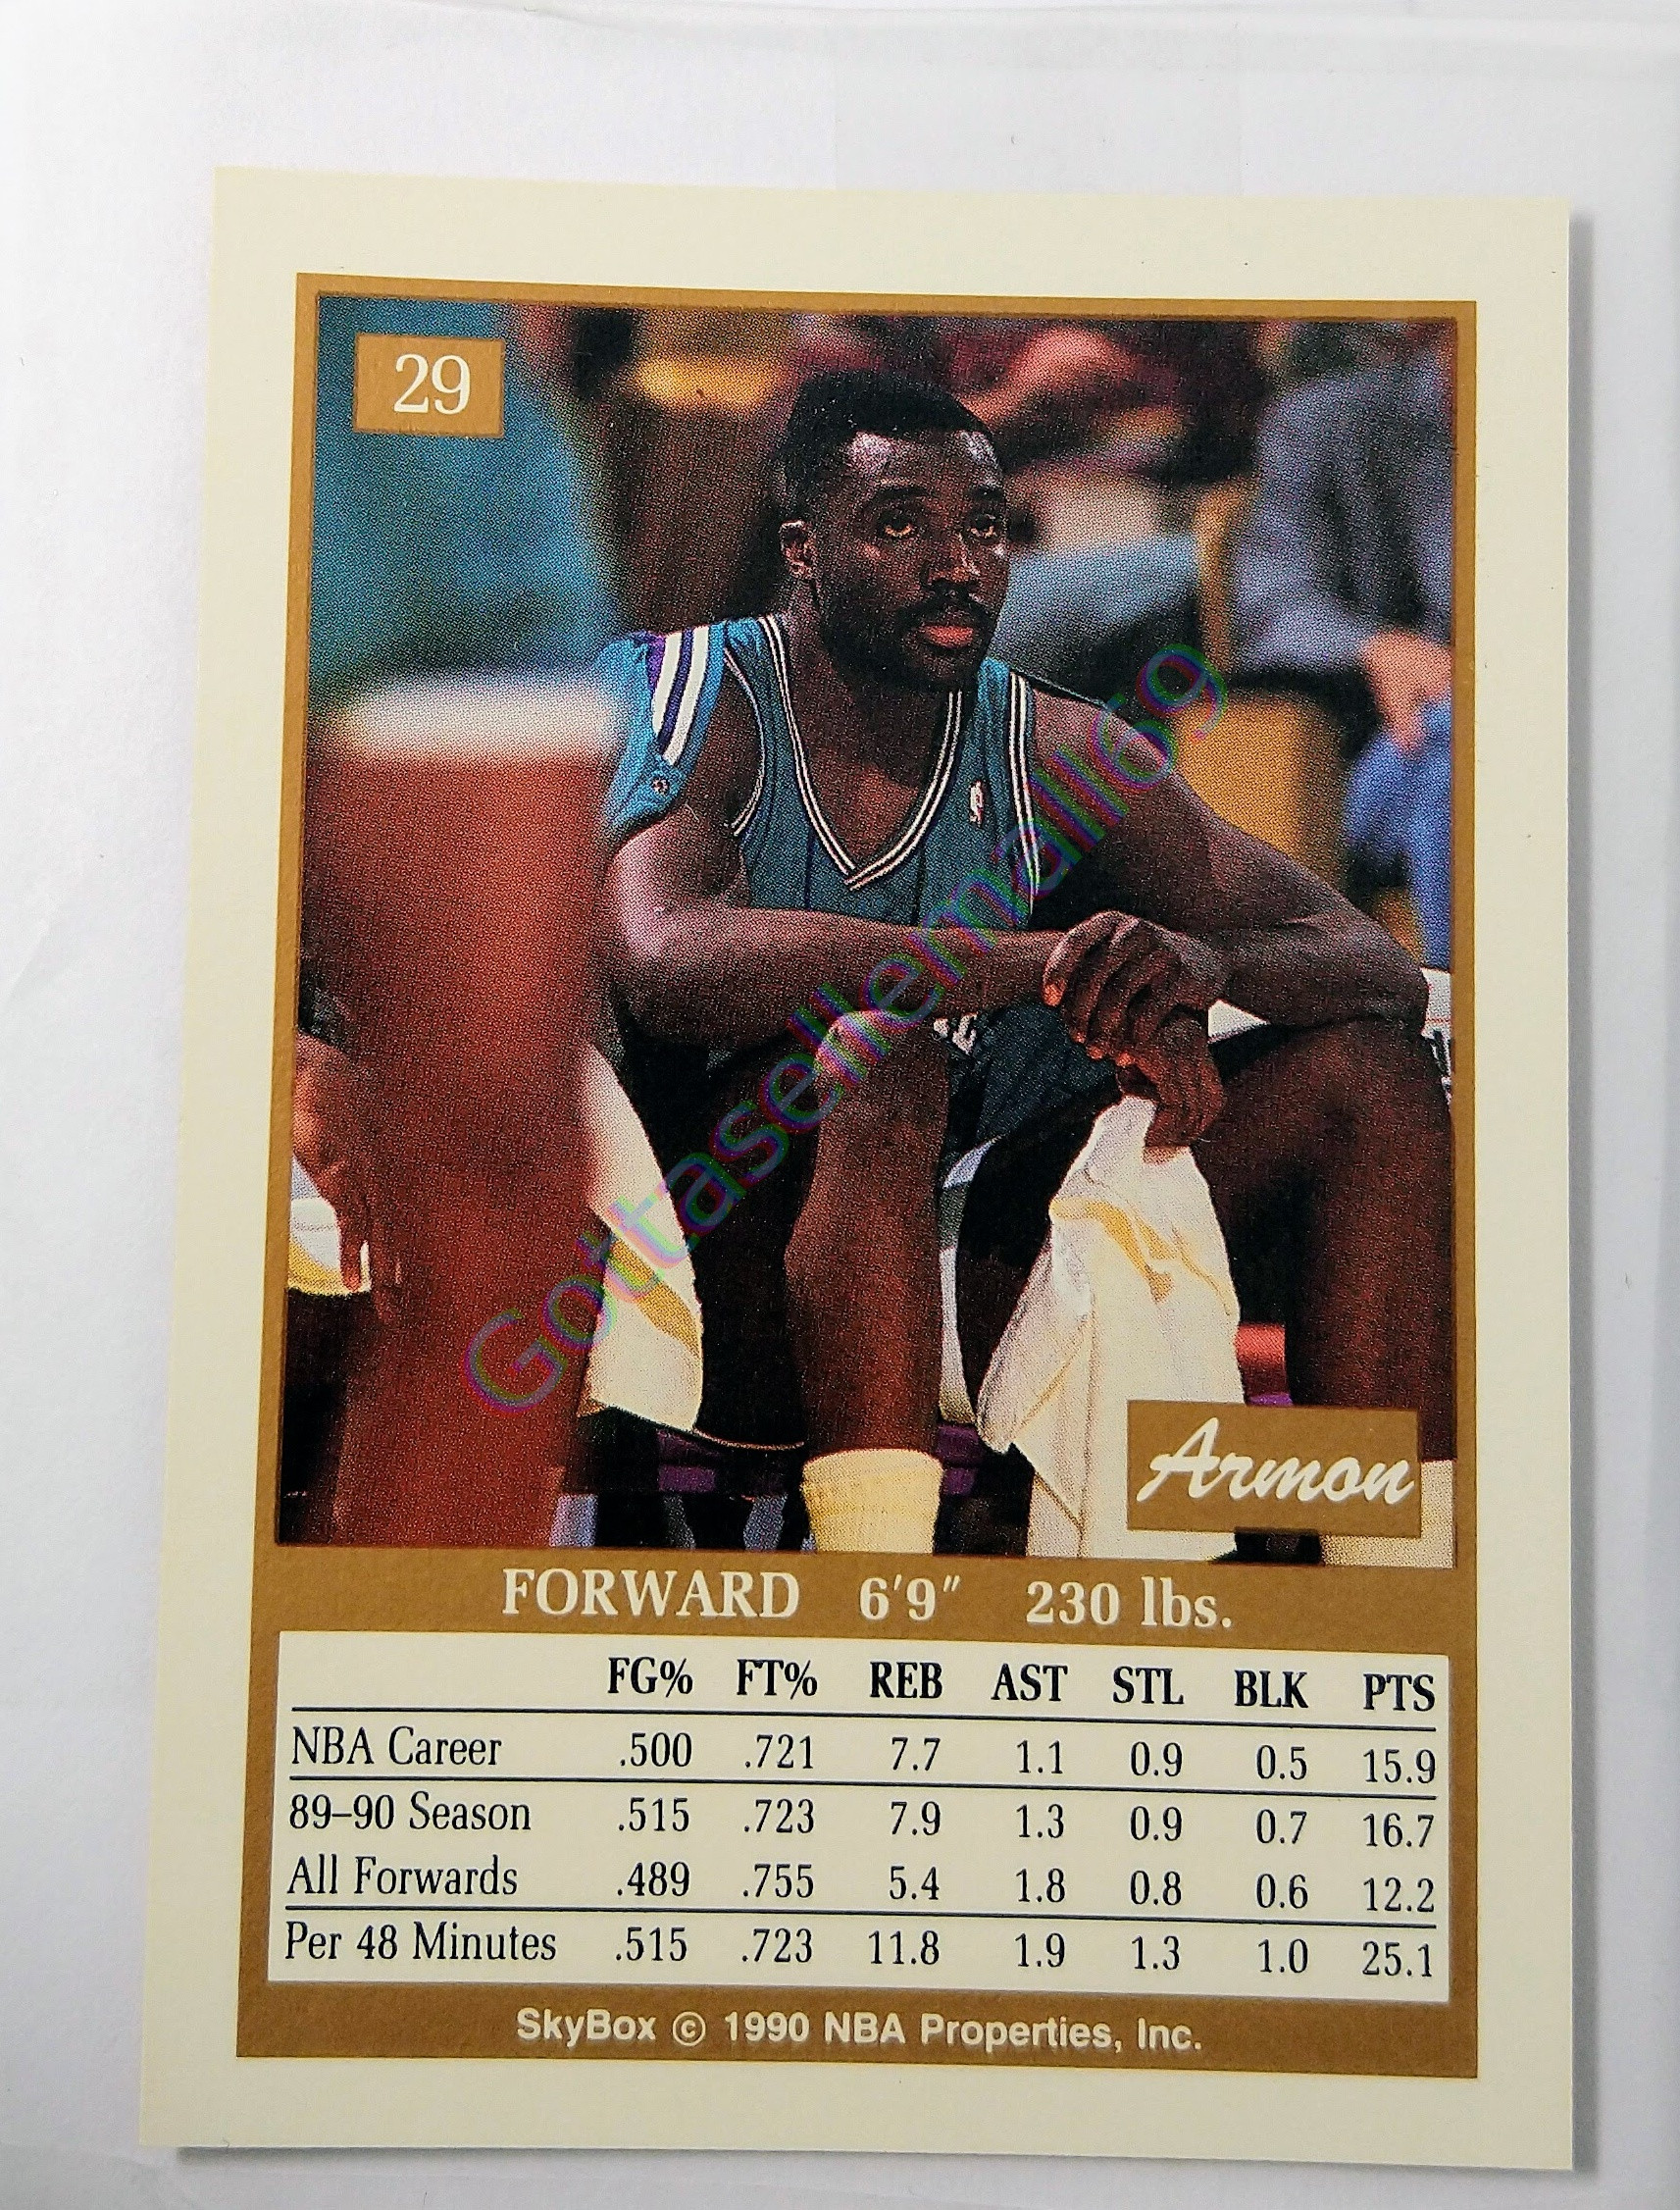 29
Gottasellemall69
Armon
FORWARD 6'9" 230 lbs.
FG% FT% REB AST STL BLK PTS
NBA Career .500 .721 7.7 1.1 0.9 0.5 15.9
89–90 Season .515 .723 7.9 1.3 0.9 0.7 16.7
All Forwards .489 .755 5.4 1.8 0.8 0.6 12.2
Per 48 Minutes .515 .723 11.8 1.9 1.3 1.0 25.1
SkyBox © 1990 NBA Properties, Inc.